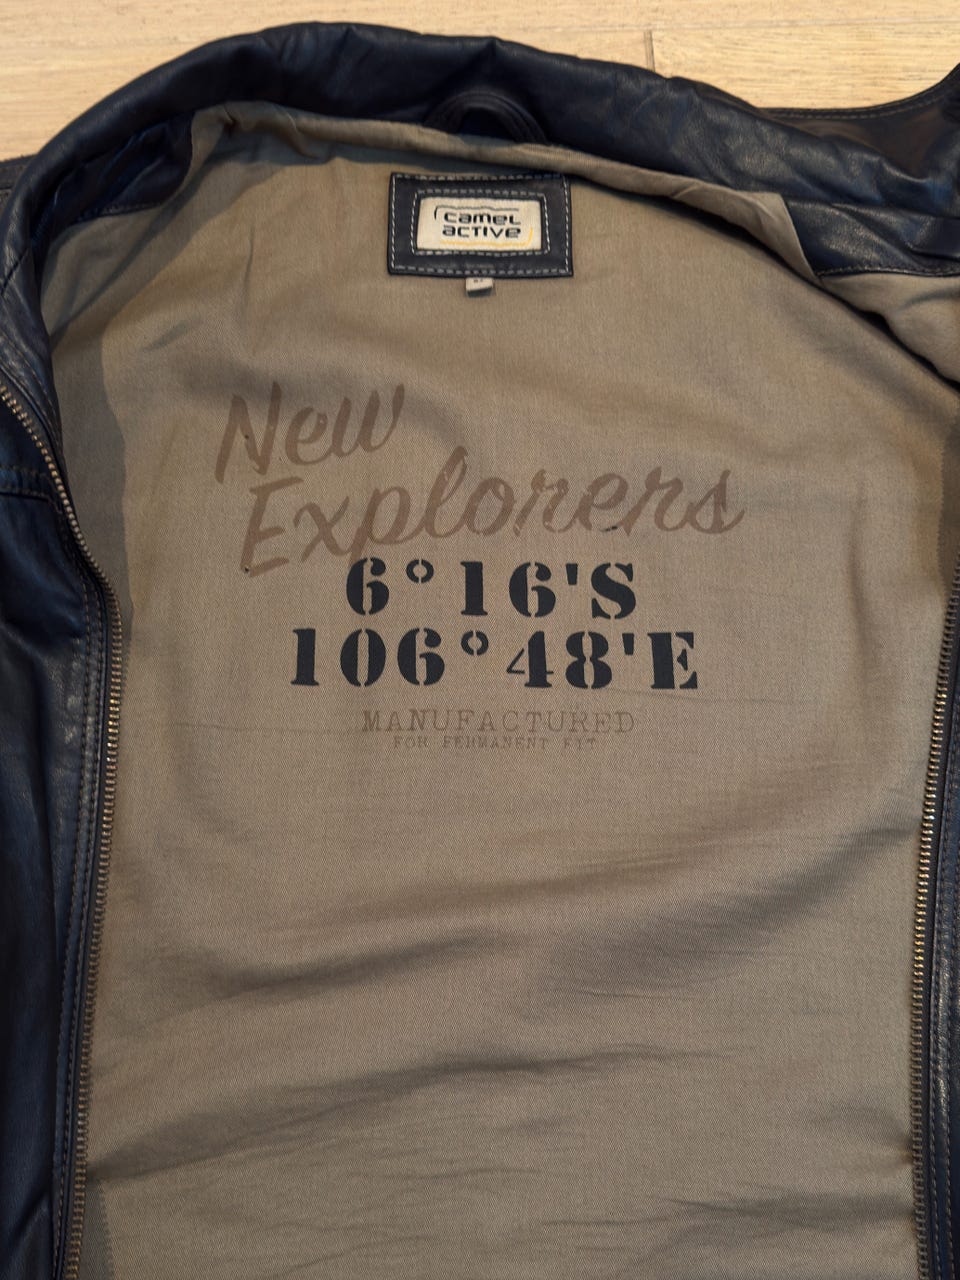 camel
active
New
Explorers
6°16'S
106°48'E
MANUFACTURED
FOR PERMANENT FIT